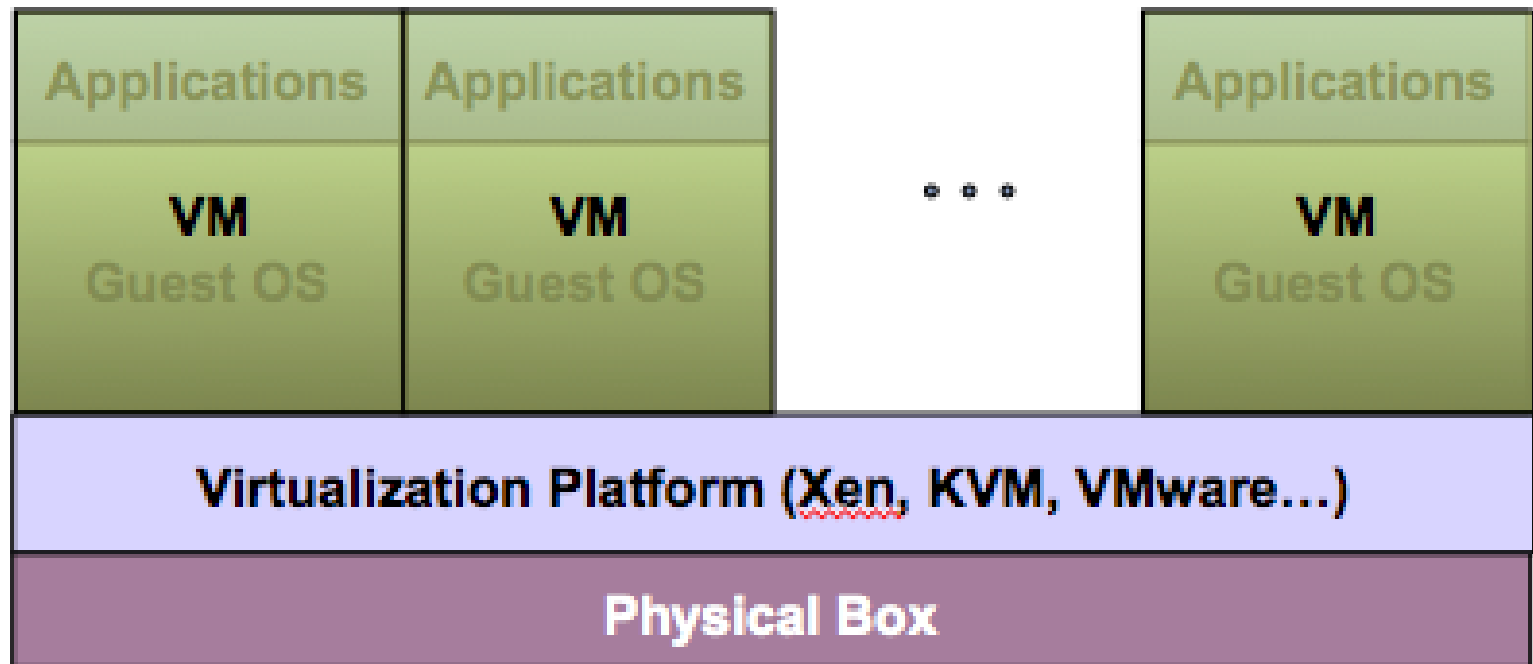 Applications Applications Applications
VM VM ... VM
Guest OS Guest OS Guest OS
Virtualization Platform (Xen, KVM, VMware...)
Physical Box